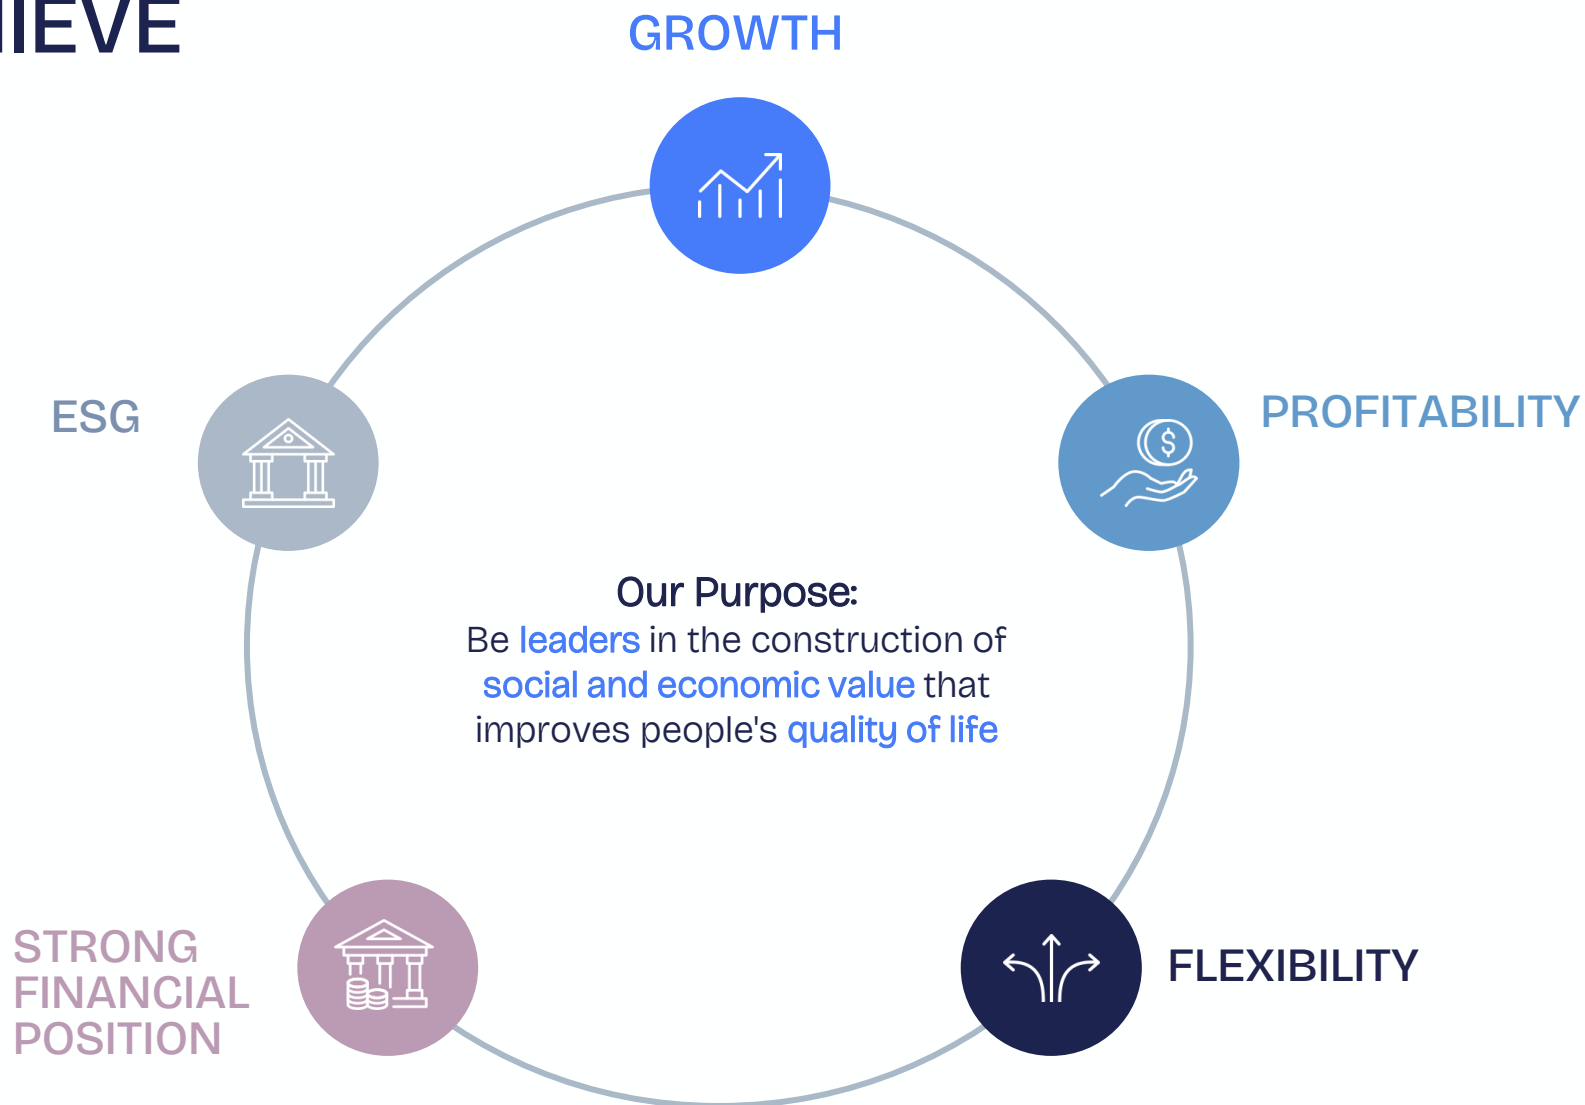 GROWTH
ESG
PROFITABILITY
Our Purpose:
Be leaders in the construction of
social and economic value that
improves people's quality of life
STRONG
FINANCIAL
POSITION
FLEXIBILITY